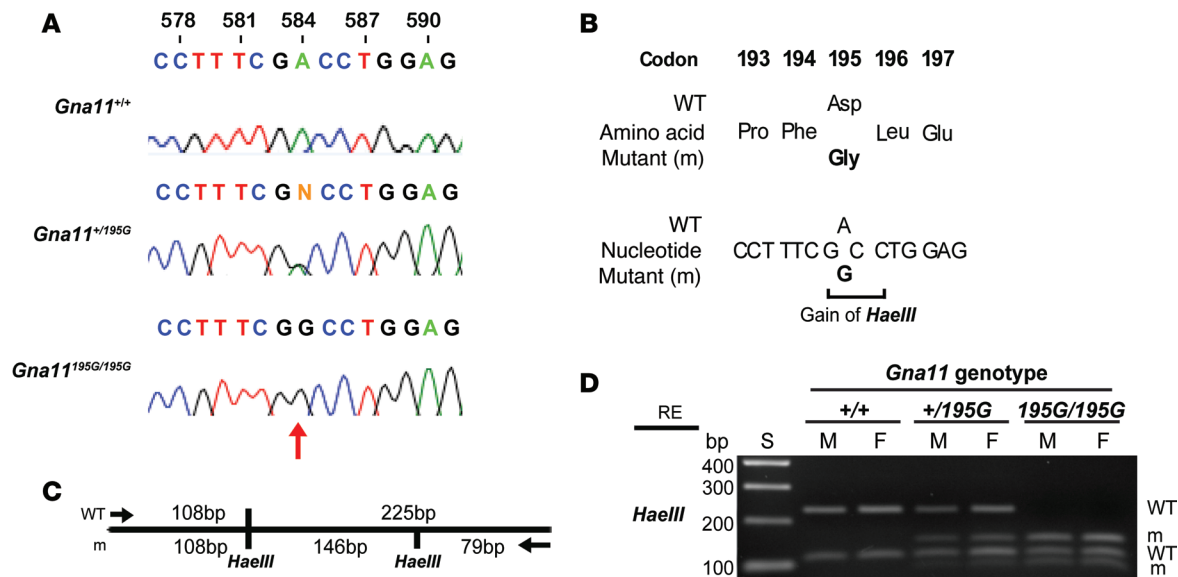 A
578 581 584 587 590
CCTTTCGACCTGGAG
Gna11+/+
CCTTTCGNCCTGGAG
Gna11+/195G
CCTTTCGGCCTGGAG
Gna11195G/195G
B
Codon 193 194 195 196 197
WT Asp
Amino acid Pro Phe Leu Glu
Mutant (m) Gly
WT A
Nucleotide CCT TTC G C CTG GAG
Mutant (m) G
Gain of HaeIII
C
WT 108bp 225bp
m 108bp 146bp 79bp
HaeIII HaeIII
D
Gna11 genotype
RE +/+ +/195G 195G/195G
bp S M F M F M F
400
300
HaeIII 200
100
WT
m
WT
m